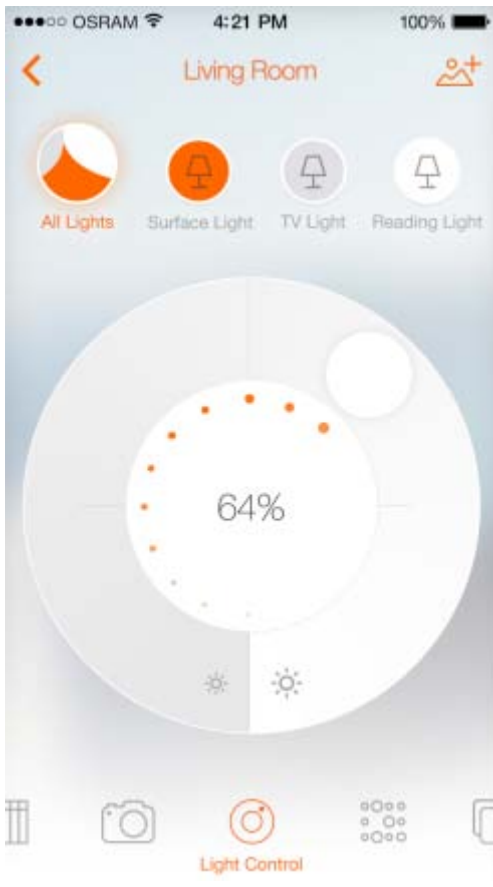 OSRAM 4:21 PM 100%
Living Room
All Lights Surface Light TV Light Reading Light
64%
Light Control